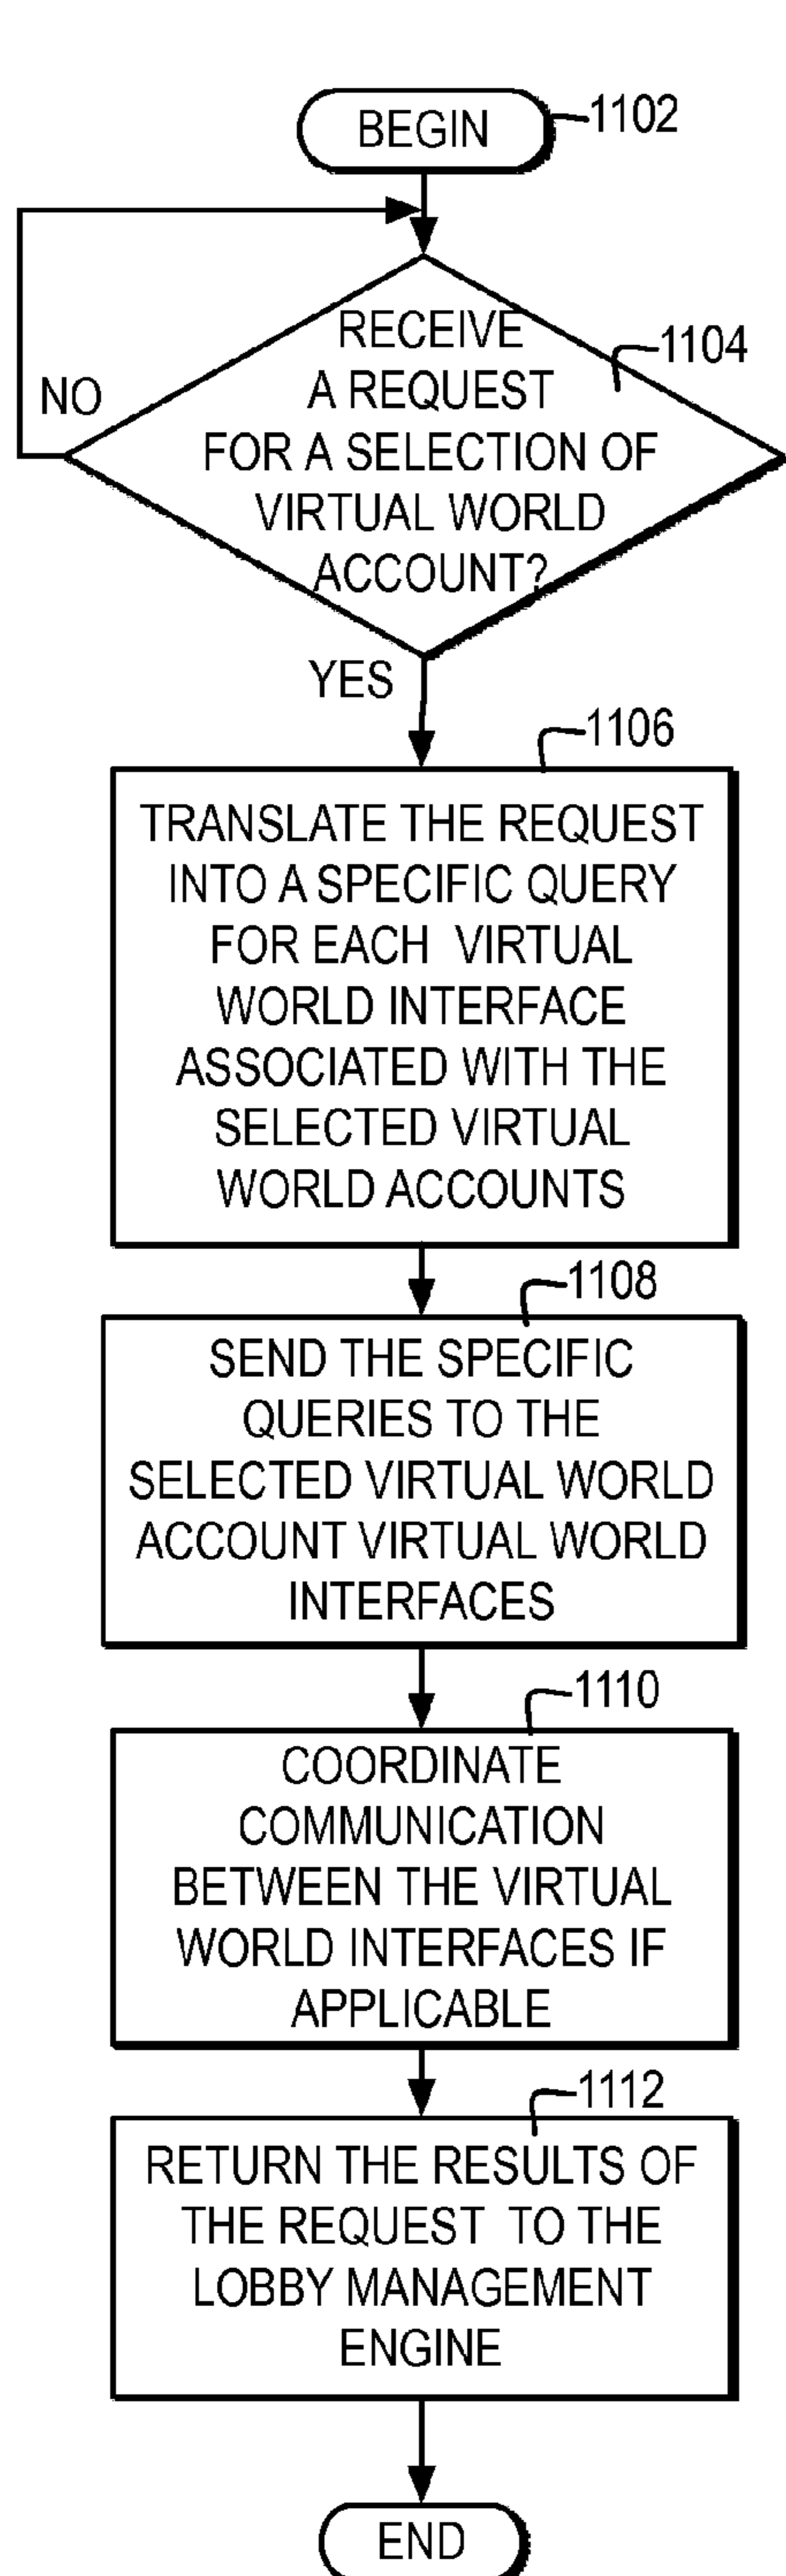 BEGIN
1102
RECEIVE
1104
A REQUEST
NO
FOR A SELECTION OF
VIRTUAL WORLD
ACCOUNT?
YES
1106
TRANSLATE THE REQUEST
INTO A SPECIFIC QUERY
FOR EACH VIRTUAL
WORLD INTERFACE
ASSOCIATED WITH THE
SELECTED VIRTUAL
WORLD ACCOUNTS
1108
SEND THE SPECIFIC
QUERIES TO THE
SELECTED VIRTUAL WORLD
ACCOUNT VIRTUAL WORLD
INTERFACES
1110
COORDINATE
COMMUNICATION
BETWEEN THE VIRTUAL
WORLD INTERFACES IF
APPLICABLE
1112
RETURN THE RESULTS OF
THE REQUEST TO THE
LOBBY MANAGEMENT
ENGINE
END